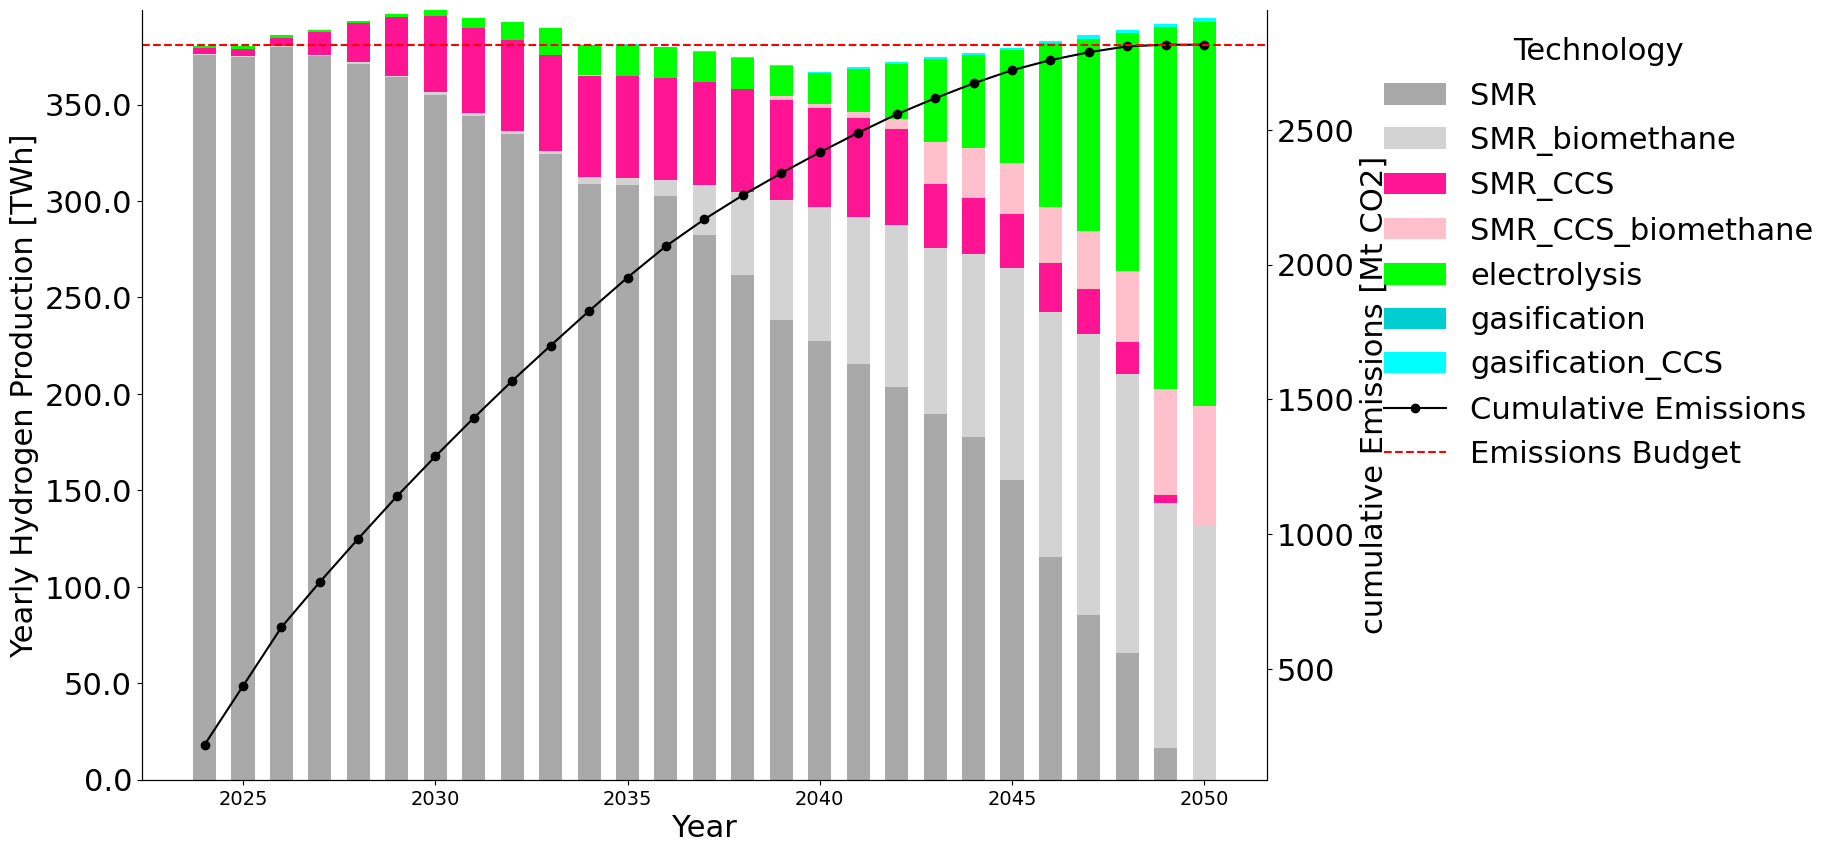 Yearly Hydrogen Production [TWh]
350.0
300.0
250.0
200.0
150.0
100.0
50.0
0.0
2025 2030 2035 2040 2045 2050
Year
2500
2000
1500
1000
500
cumulative Emissions [Mt CO2]
Technology
SMR
SMR_biomethane
SMR_CCS
SMR_CCS_biomethane
electrolysis
gasification
gasification_CCS
Cumulative Emissions
Emissions Budget